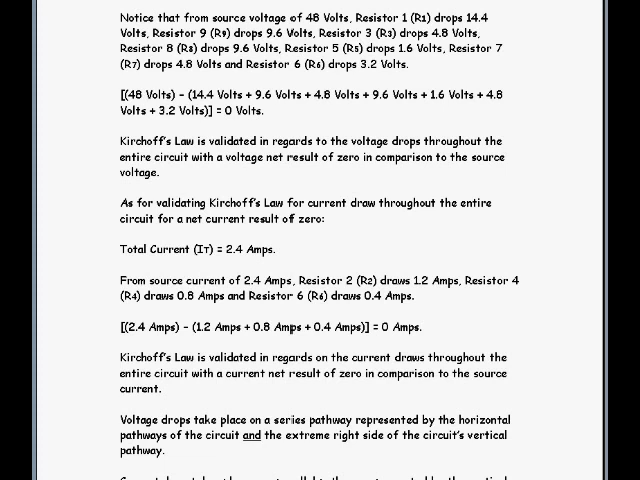 Notice that from source voltage of 48 Volts, Resistor 1 (R1) drops 14.4
Volts, Resistor 9 (R9) drops 9.6 Volts, Resistor 3 (R3) drops 4.8 Volts,
Resistor 8 (R8) drops 9.6 Volts, Resistor 5 (R5) drops 1.6 Volts, Resistor 7
(R7) drops 4.8 Volts and Resistor 6 (R6) drops 3.2 Volts.
[(48 Volts) – (14.4 Volts + 9.6 Volts + 4.8 Volts + 9.6 Volts + 1.6 Volts + 4.8
Volts + 3.2 Volts)] = 0 Volts.
Kirchoff's Law is validated in regards to the voltage drops throughout the
entire circuit with a voltage net result of zero in comparison to the source
voltage.
As for validating Kirchoff's Law for current draw throughout the entire
circuit for a net current result of zero:
Total Current (IT) = 2.4 Amps.
From source current of 2.4 Amps, Resistor 2 (R2) draws 1.2 Amps, Resistor 4
(R4) draws 0.8 Amps and Resistor 6 (R6) draws 0.4 Amps.
[(2.4 Amps) – (1.2 Amps + 0.8 Amps + 0.4 Amps)] = 0 Amps.
Kirchoff's Law is validated in regards on the current draws throughout the
entire circuit with a current net result of zero in comparison to the source
current.
Voltage drops take place on a series pathway represented by the horizontal
pathways of the circuit and the extreme right side of the circuit's vertical
pathway.